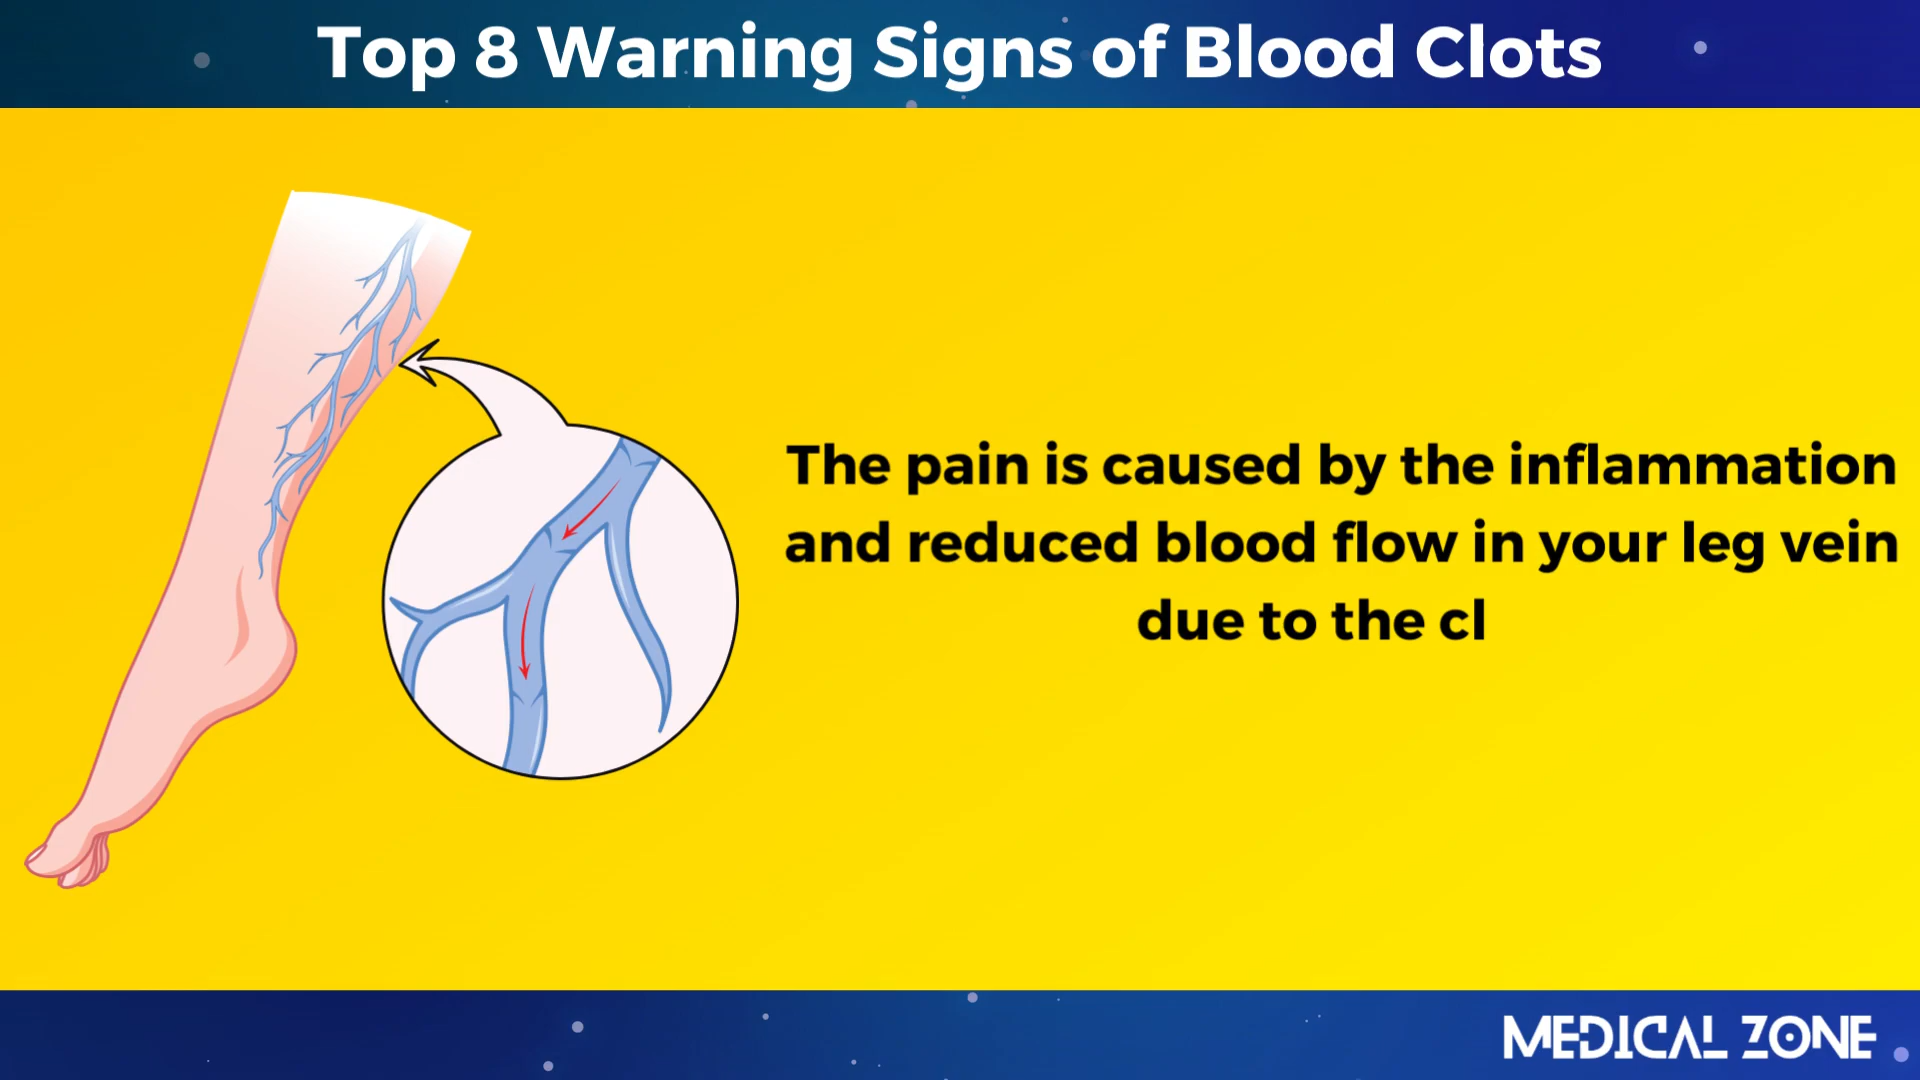 Top 8 Warning Signs of Blood Clots
The pain is caused by the inflammation
and reduced blood flow in your leg vein
due to the cl
MEDICAL ZONE